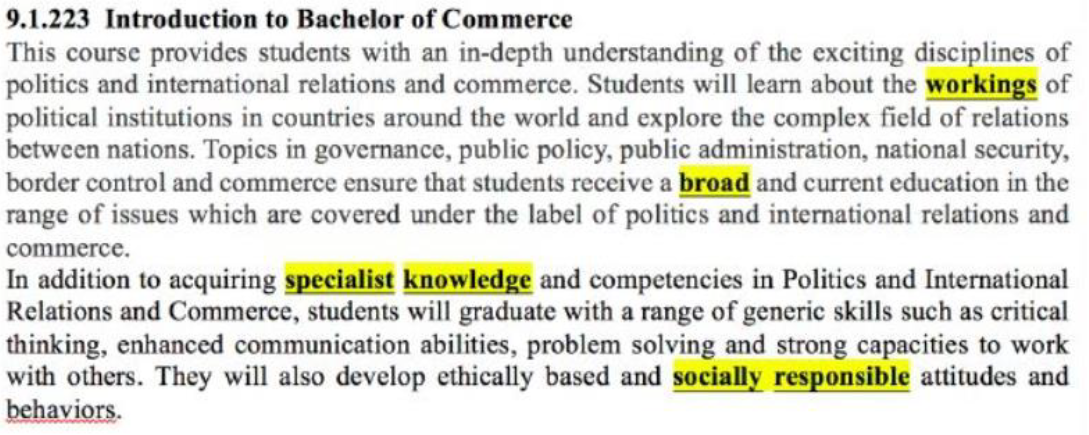 9.1.223 Introduction to Bachelor of Commerce
This course provides students with an in-depth understanding of the exciting disciplines of
politics and international relations and commerce. Students will learn about the workings of
political institutions in countries around the world and explore the complex field of relations
between nations. Topics in governance, public policy, public administration, national security,
border control and commerce ensure that students receive a broad and current education in the
range of issues which are covered under the label of politics and international relations and
commerce.
In addition to acquiring specialist knowledge and competencies in Politics and International
Relations and Commerce, students will graduate with a range of generic skills such as critical
thinking, enhanced communication abilities, problem solving and strong capacities to work
with others. They will also develop ethically based and socially responsible attitudes and
behaviors.